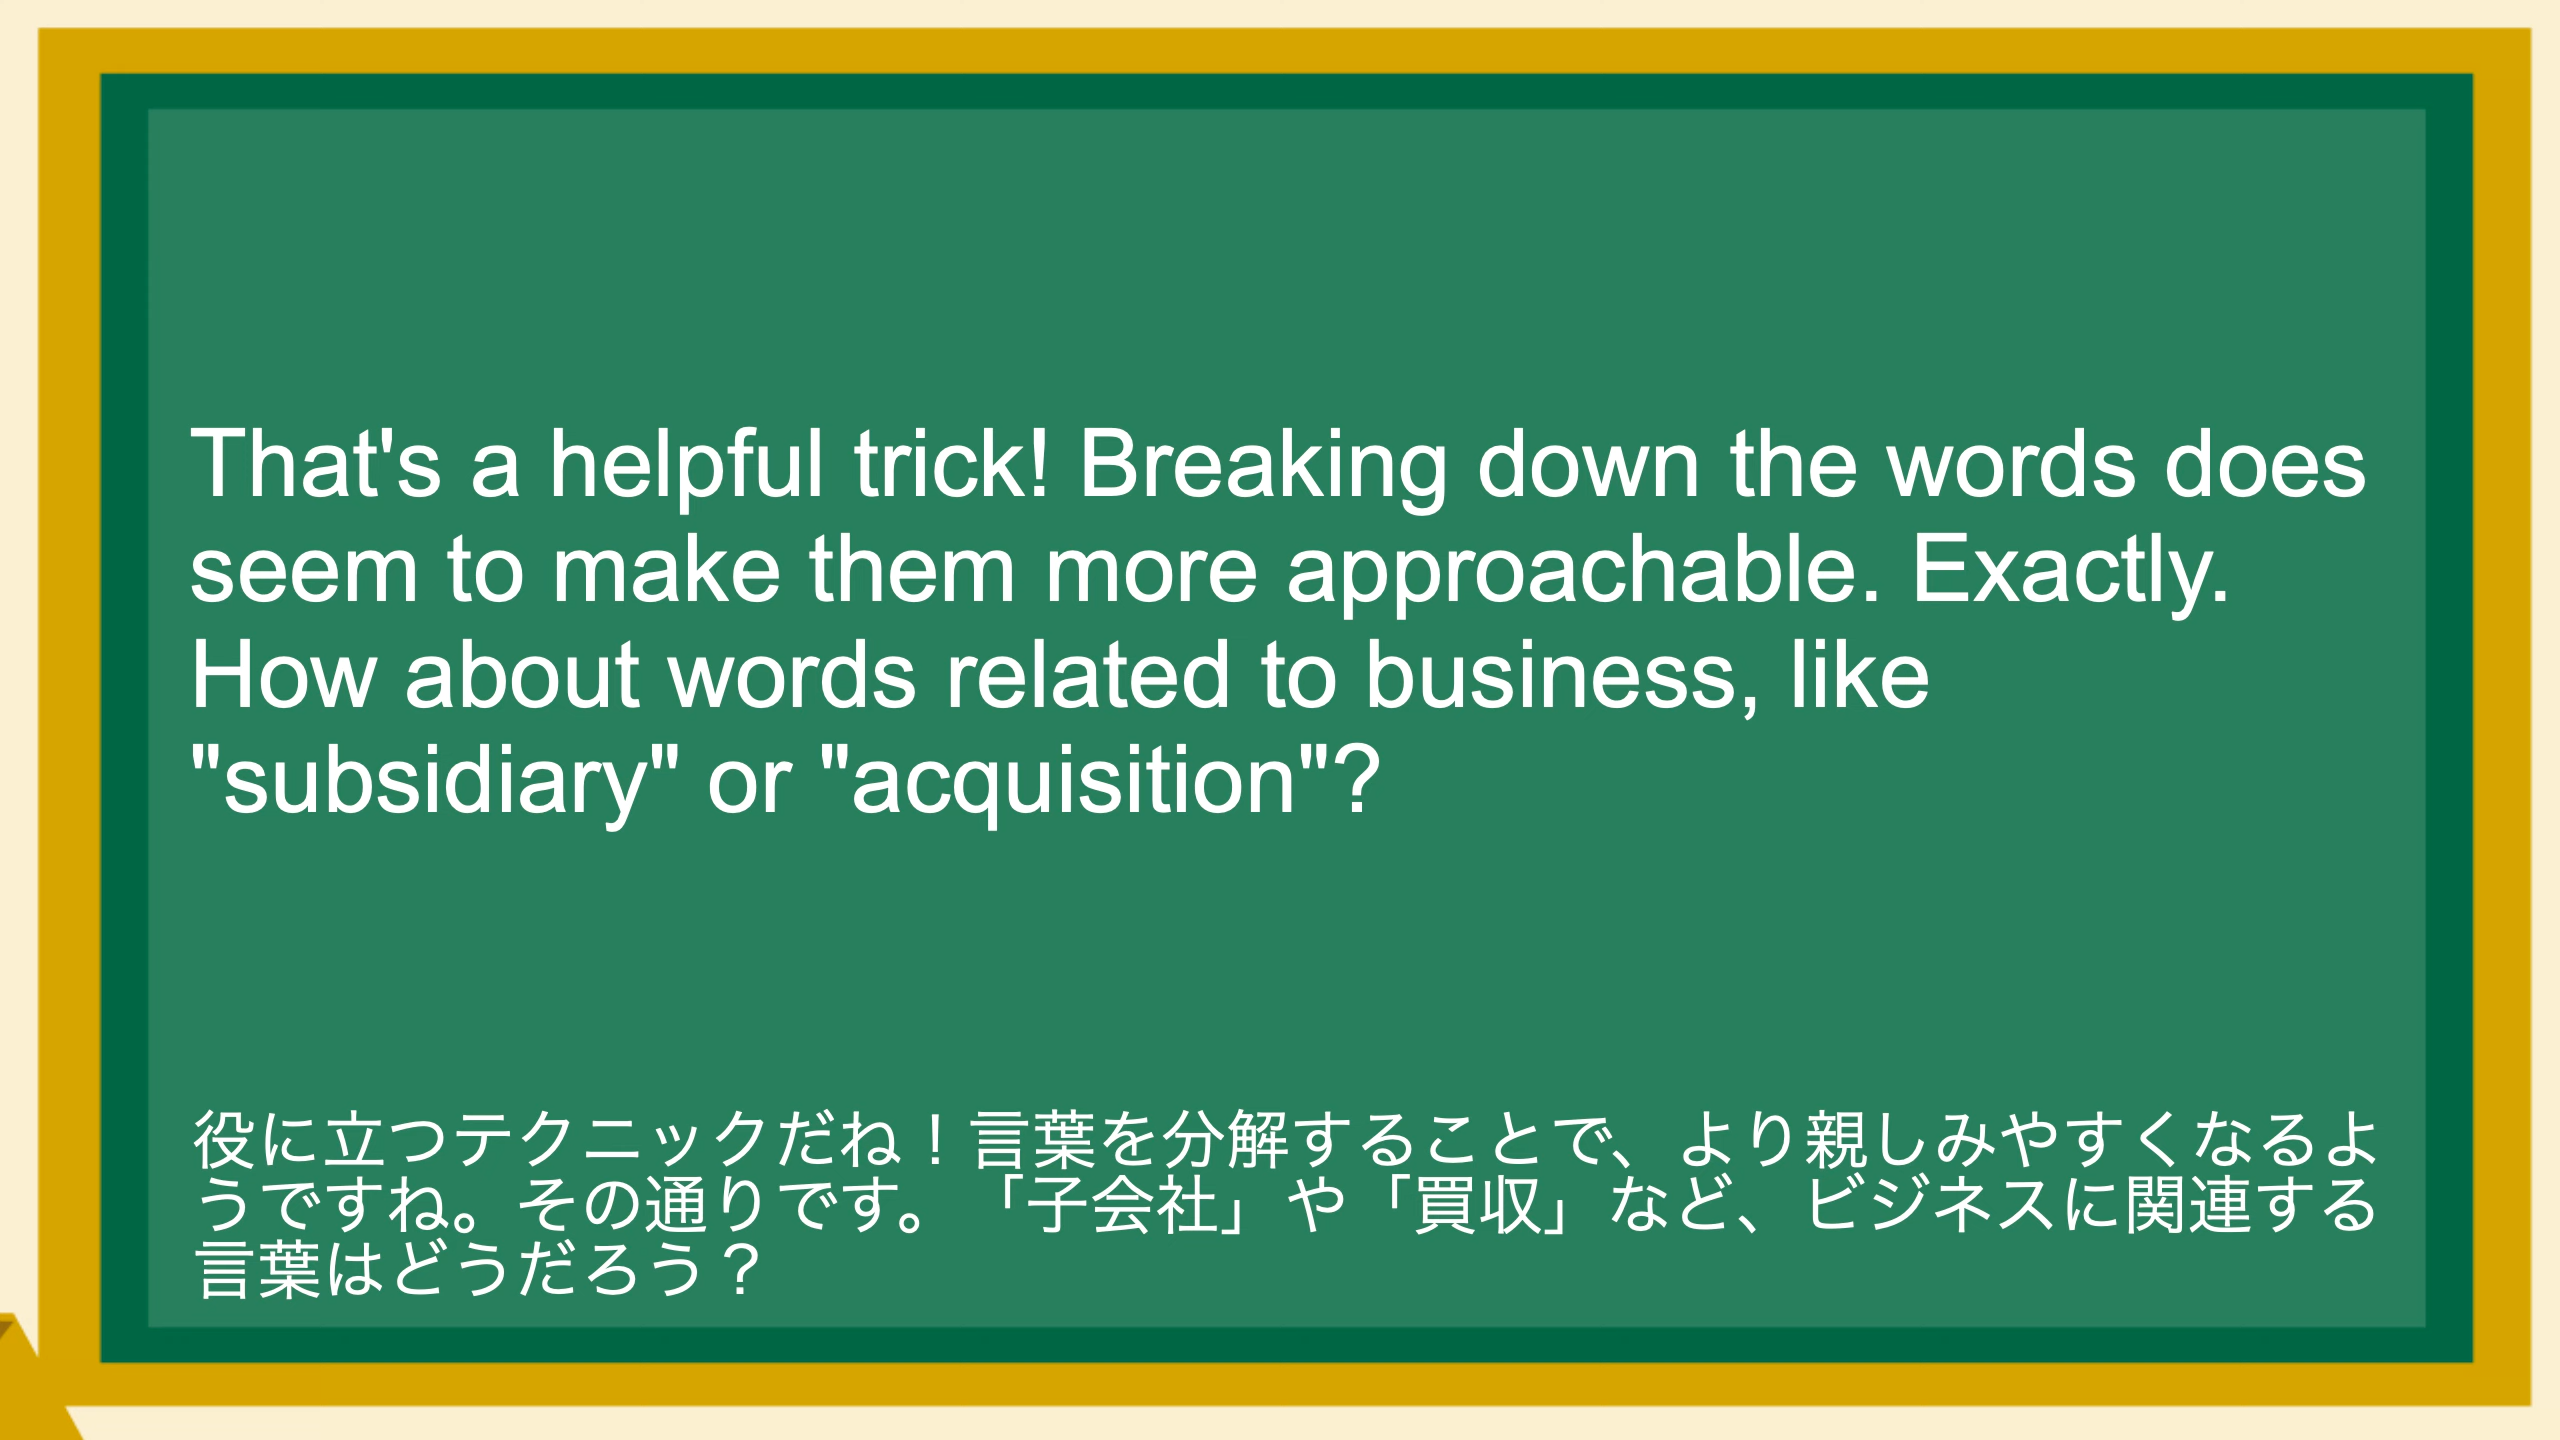 That's a helpful trick! Breaking down the words does
seem to make them more approachable. Exactly.
How about words related to business, like
"subsidiary" or "acquisition"?
役に立つテクニックだね！言葉を分解することで、より親しみやすくなるよ
うですね。その通りです。「子会社」や「買収」など、ビジネスに関連する
言葉はどうだろう？